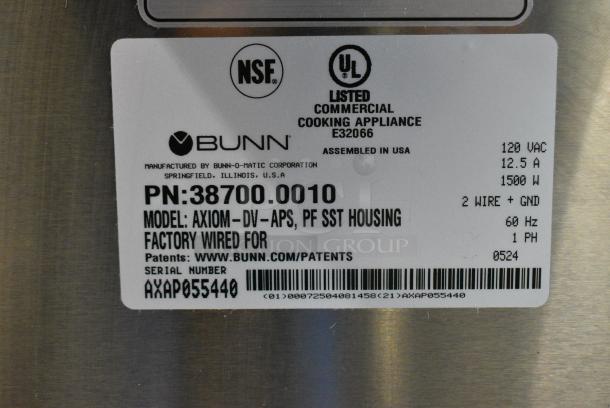 NSF®
UL
LISTED
COMMERCIAL
COOKING APPLIANCE
E32066
BUNN®
ASSEMBLED IN USA
MANUFACTURED BY BUNN-O-MATIC CORPORATION
SPRINGFIELD, ILLINOIS, U.S.A
120 VAC
12.5 A
1500 W
PN:38700.0010
2 WIRE + GND
MODEL: AXIOM-DV-APS, PF SST HOUSING
60 Hz
FACTORY WIRED FOR
1 PH
GROUP
Patents: WWW.BUNN.COM/PATENTS
0524
SERIAL NUMBER
AXAP055440
(01)00072504081458(21)AXAP055440